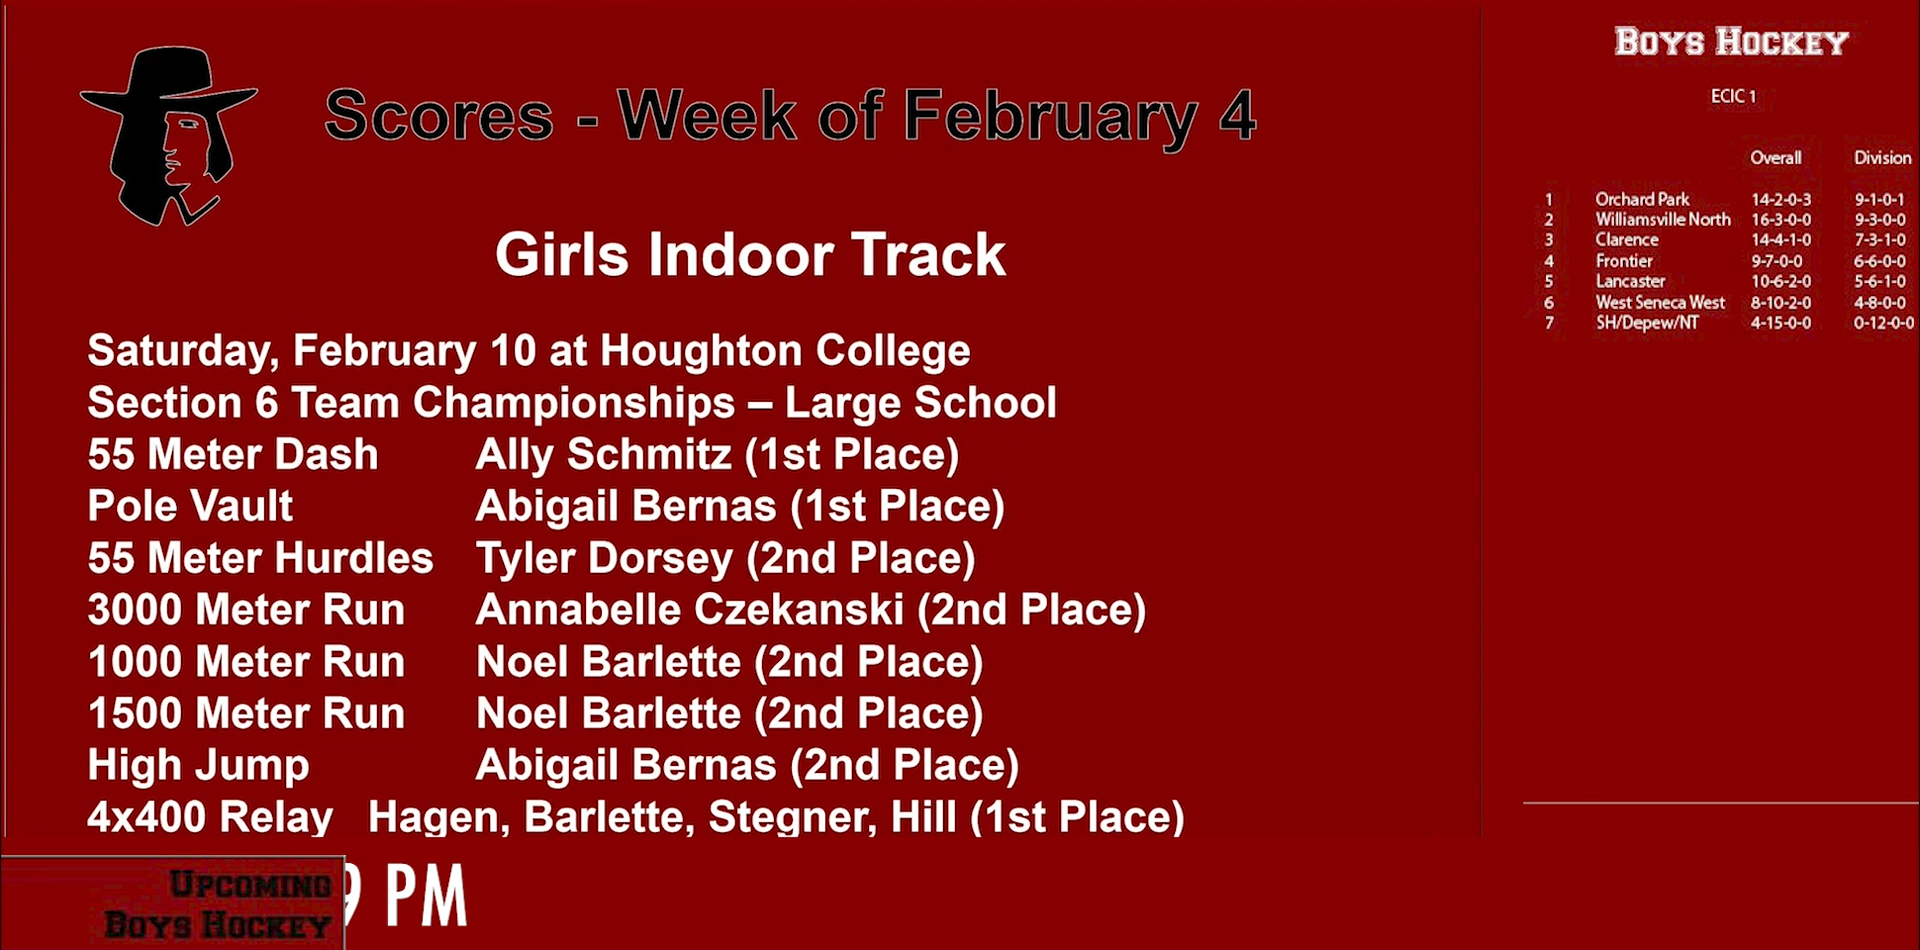 Scores - Week of February 4
Girls Indoor Track
Saturday, February 10 at Houghton College
Section 6 Team Championships – Large School
55 Meter Dash Ally Schmitz (1st Place)
Pole Vault Abigail Bernas (1st Place)
55 Meter Hurdles Tyler Dorsey (2nd Place)
3000 Meter Run Annabelle Czekanski (2nd Place)
1000 Meter Run Noel Barlette (2nd Place)
1500 Meter Run Noel Barlette (2nd Place)
High Jump Abigail Bernas (2nd Place)
4x400 Relay Hagen, Barlette, Stegner, Hill (1st Place)
Boys Hockey
ECIC 1
Overall Division
1 Orchard Park 14-2-0-3 9-1-0-1
2 Williamsville North 16-3-0-0 9-3-0-0
3 Clarence 14-4-1-0 7-3-1-0
4 Frontier 9-7-0-0 6-6-0-0
5 Lancaster 10-6-2-0 5-6-1-0
6 West Seneca West 8-10-2-0 4-8-0-0
7 SH/Depew/NT 4-15-0-0 0-12-0-0
Upcoming
Boys Hockey
9 PM